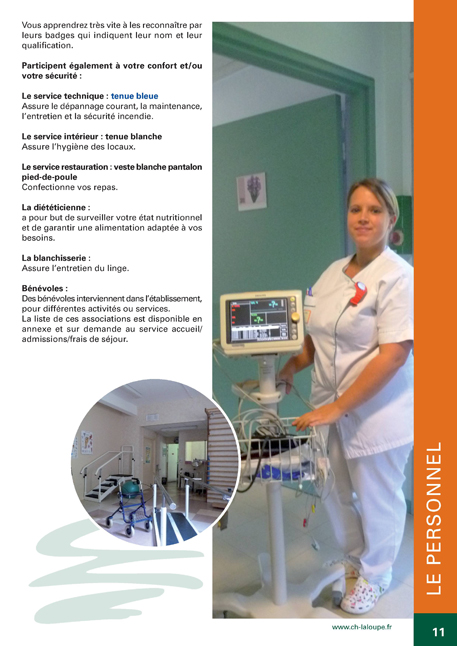 Vous apprendrez très vite à les reconnaître par
leurs badges qui indiquent leur nom et leur
qualification.
Participent également à votre confort et/ou
votre sécurité :
Le service technique : tenue bleue
Assure le dépannage courant, la maintenance,
l'entretien et la sécurité incendie.
Le service intérieur : tenue blanche
Assure l'hygiène des locaux.
Le service restauration : veste blanche pantalon
pied-de-poule
Confectionne vos repas.
La diététicienne :
a pour but de surveiller votre état nutritionnel
et de garantir une alimentation adaptée à vos
besoins.
La blanchisserie :
Assure l'entretien du linge.
Bénévoles :
Des bénévoles interviennent dans l'établissement,
pour différentes activités ou services.
La liste de ces associations est disponible en
annexe et sur demande au service accueil/
admissions/frais de séjour.
LE PERSONNEL
www.ch-laloupe.fr
11